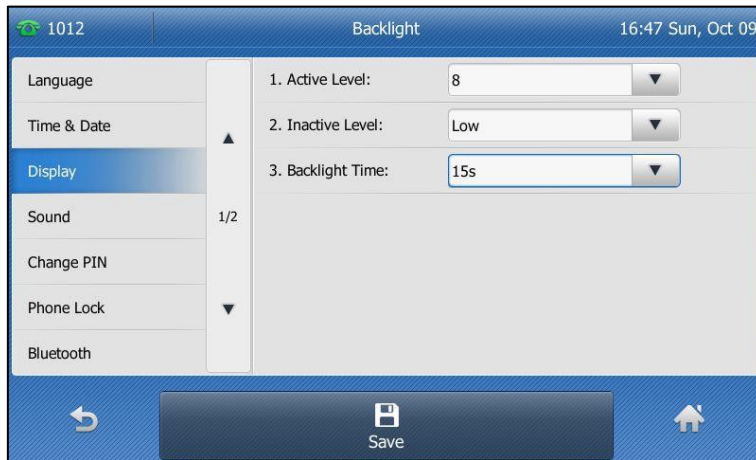 1012
Backlight
16:47 Sun, Oct 09
Language
Time & Date
Display
Sound
Change PIN
Phone Lock
Bluetooth
1/2
1. Active Level:
8
2. Inactive Level:
Low
3. Backlight Time:
15s
Save